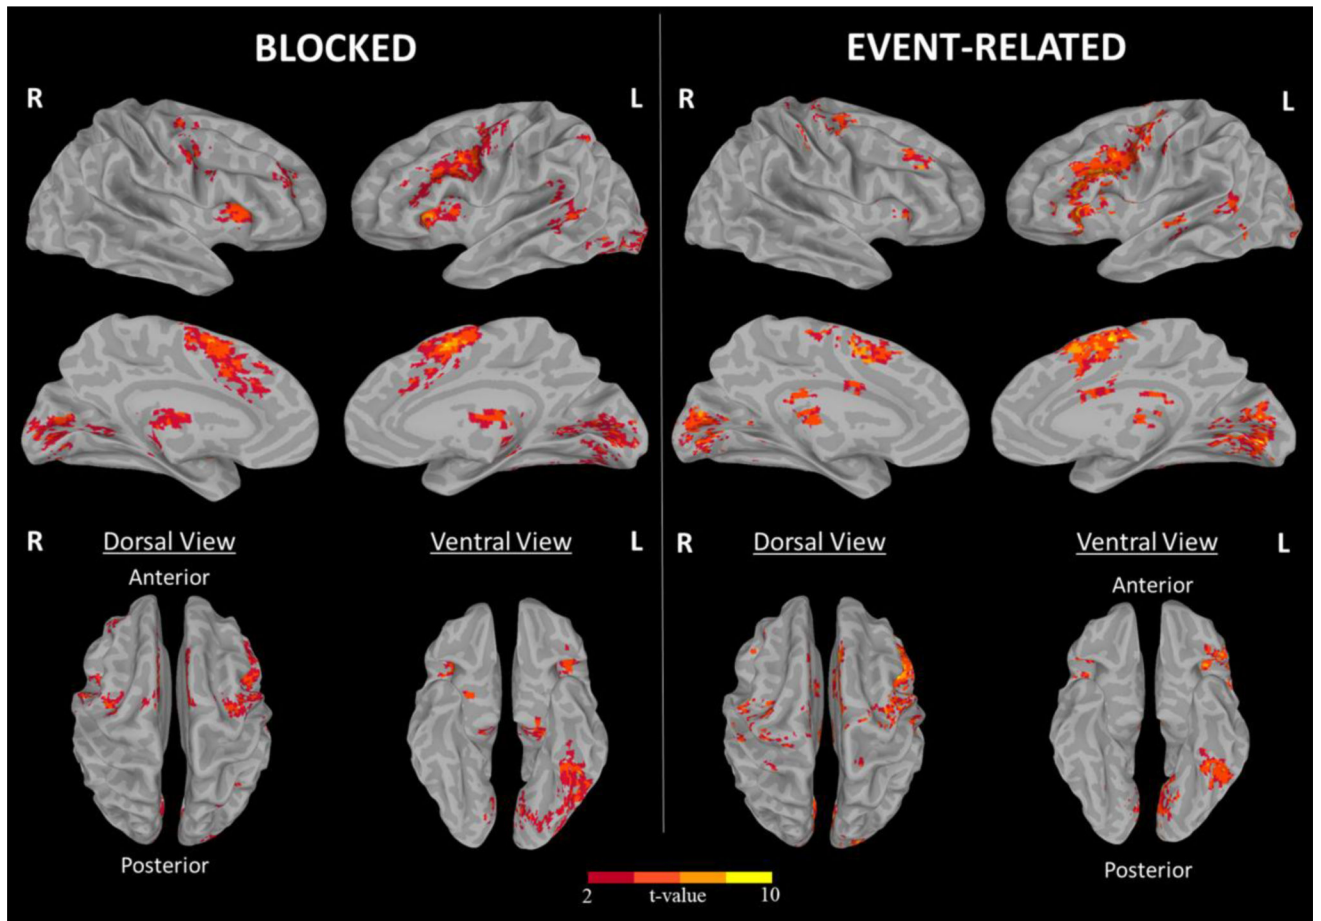 BLOCKED
EVENT-RELATED
R
L
R
L
R
Dorsal View
Ventral View
L
R
Dorsal View
Ventral View
L
Anterior
Anterior
Posterior
Posterior
2
t-value
10